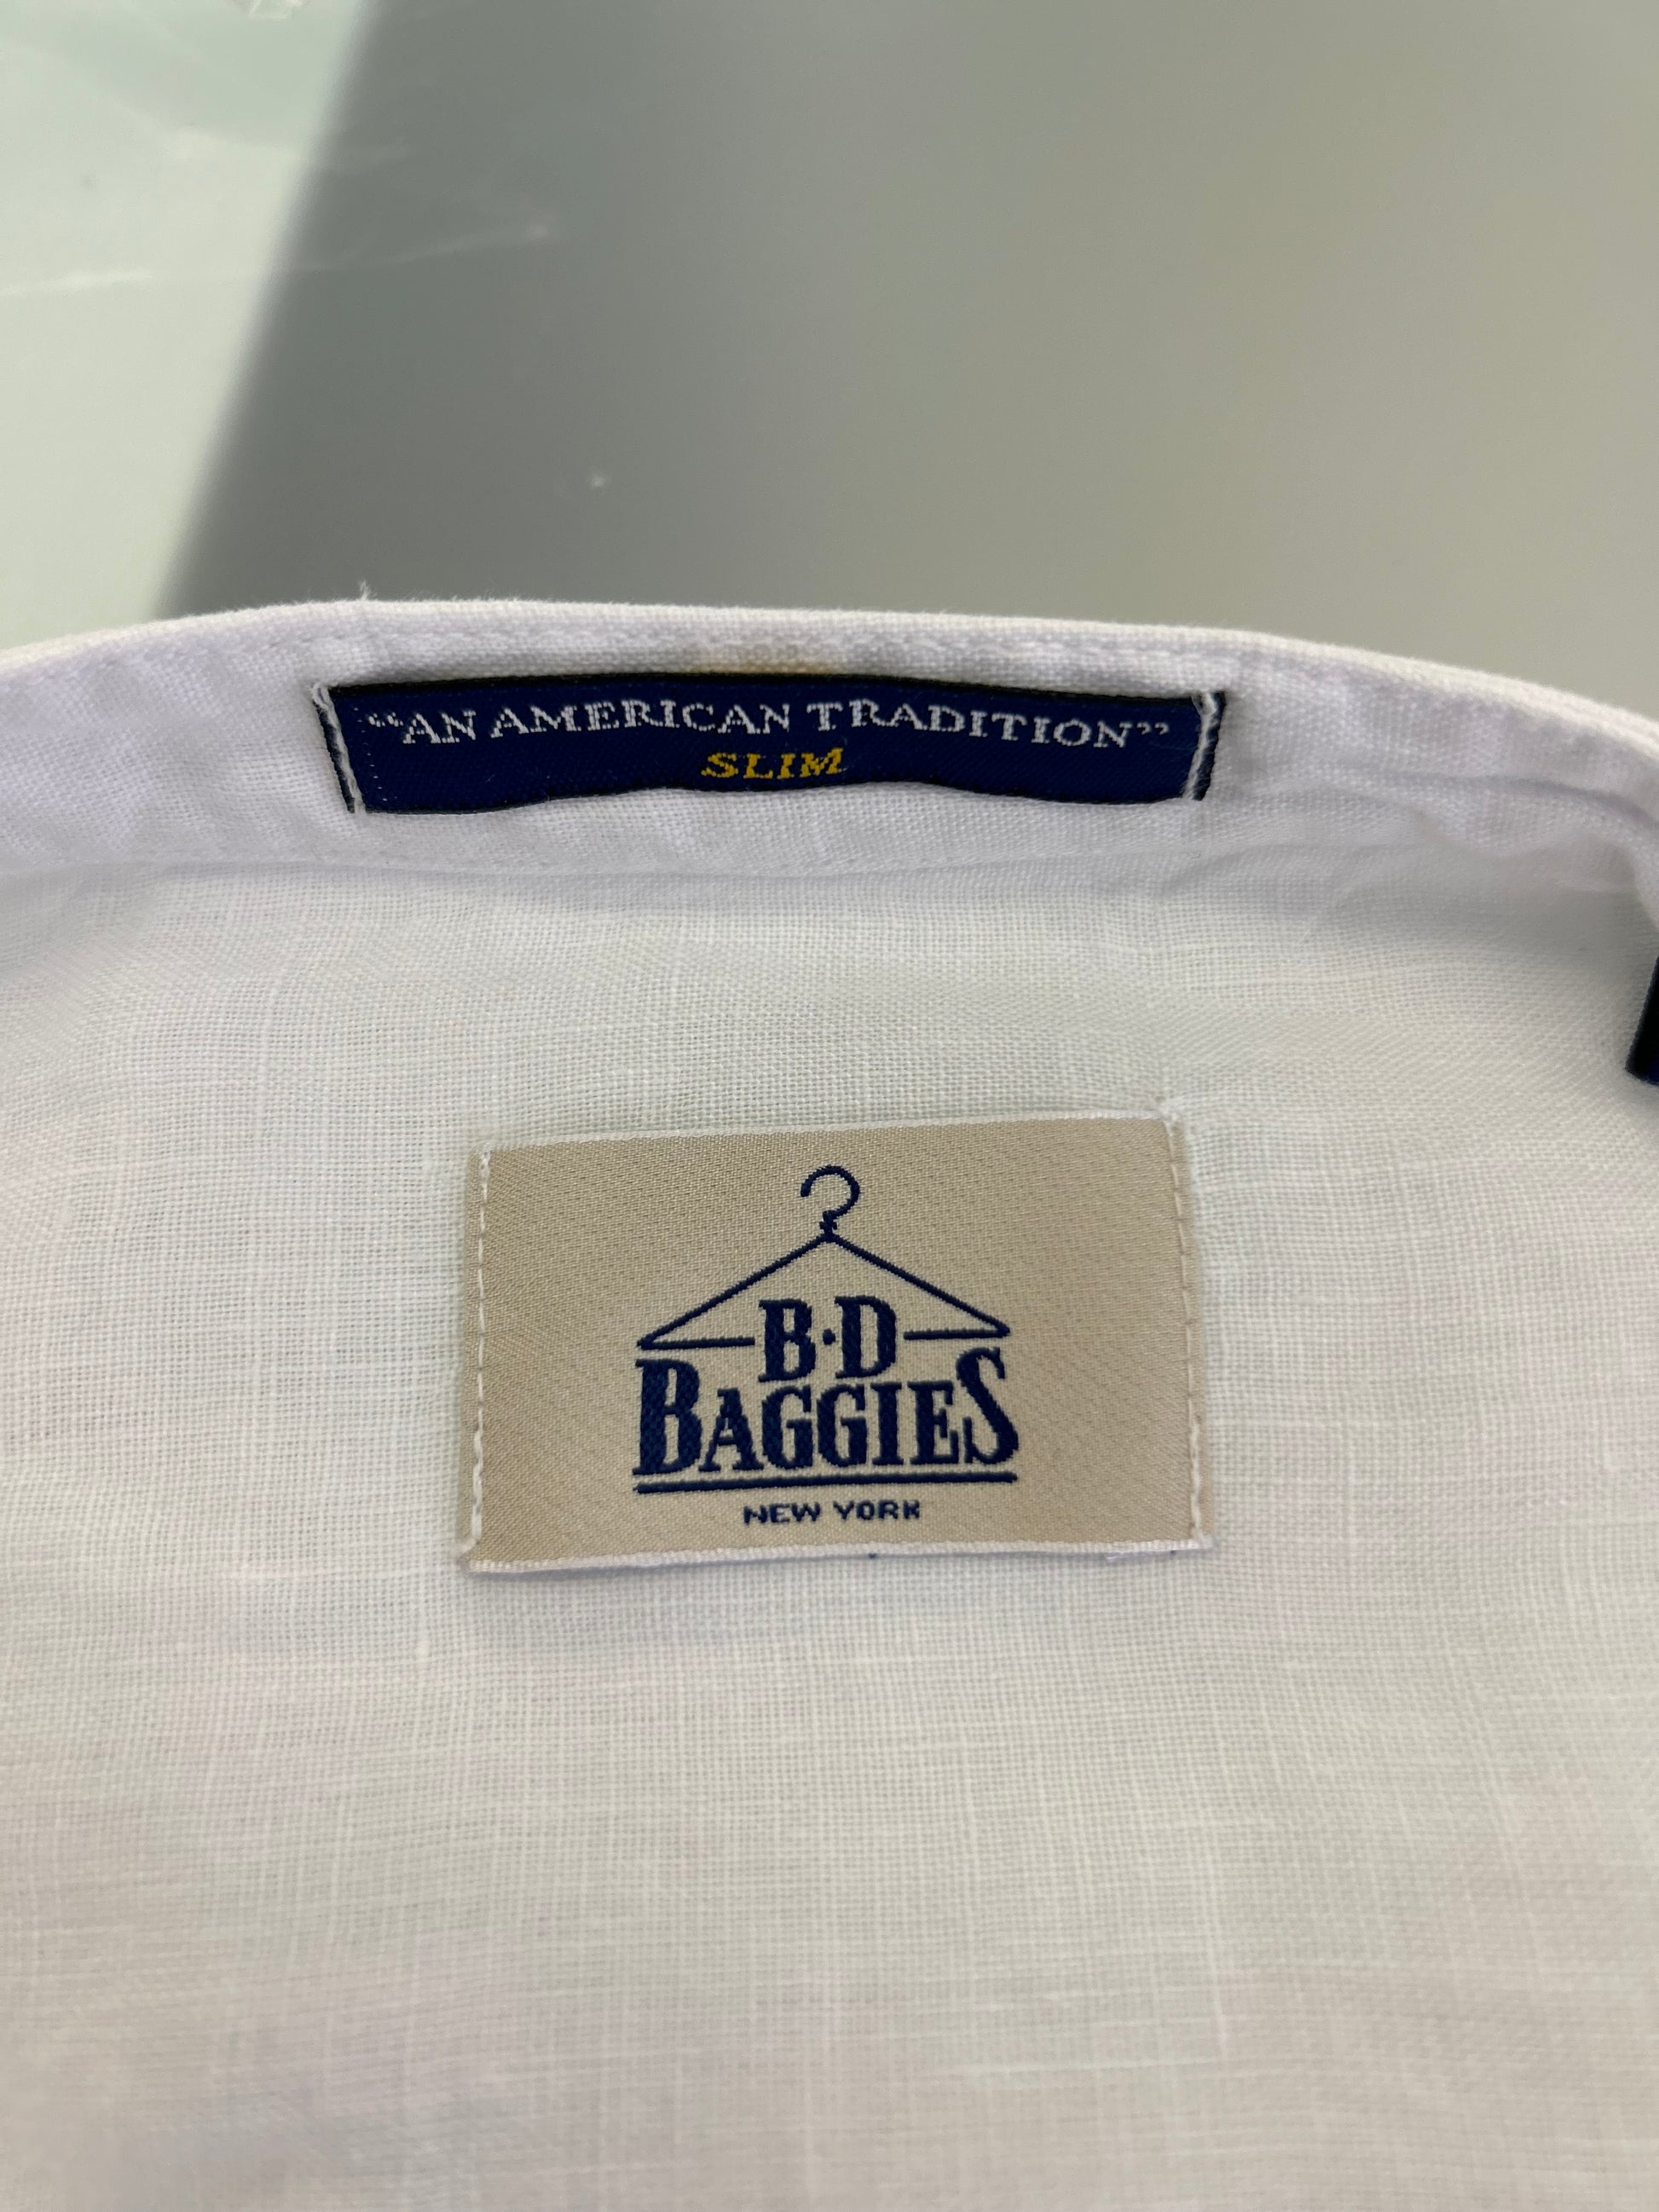 “AN AMERICAN TRADITION”
SLIM
B·D
BAGGIES
NEW YORK